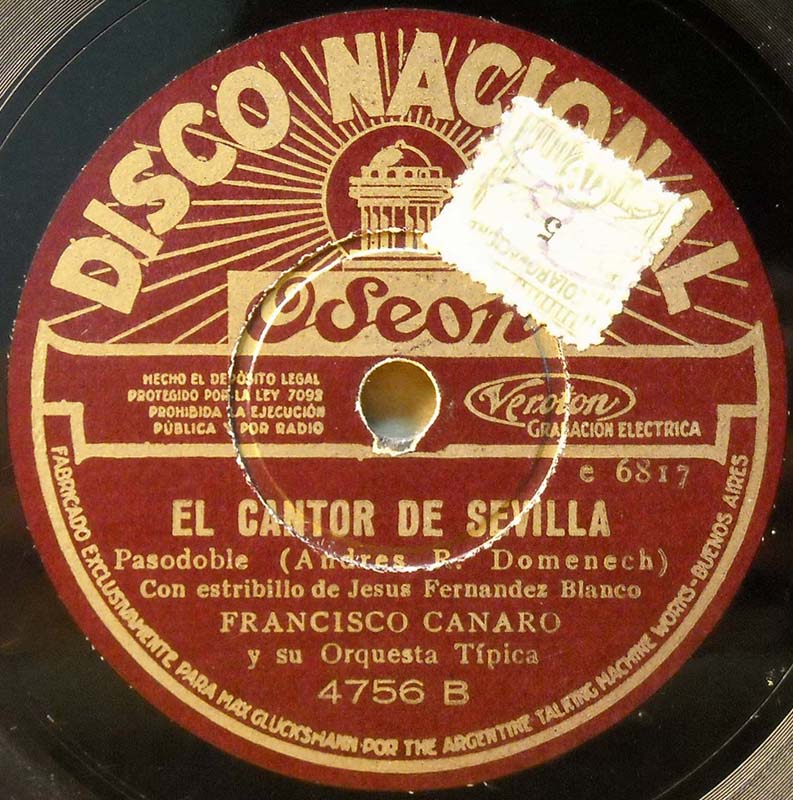 DISCO NACIONAL
Odeon
HECHO EL DEPÓSITO LEGAL
PROTEGIDO POR LA LEY 7092
PROHIBIDA LA EJECUCIÓN
PÚBLICA Y POR RADIO
Veroton
GRABACIÓN ELECTRICA
e 6817
EL CANTOR DE SEVILLA
Pasodoble (Andres R. Domenech)
Con estribillo de Jesus Fernandez Blanco
FRANCISCO CANARO
y su Orquesta Típica
4756 B
FABRICADO EXCLUSIVAMENTE PARA MAX GLÜCKSMANN-POR THE ARGENTINE TALKING MACHINE WORKS-BUENOS AIRES
5